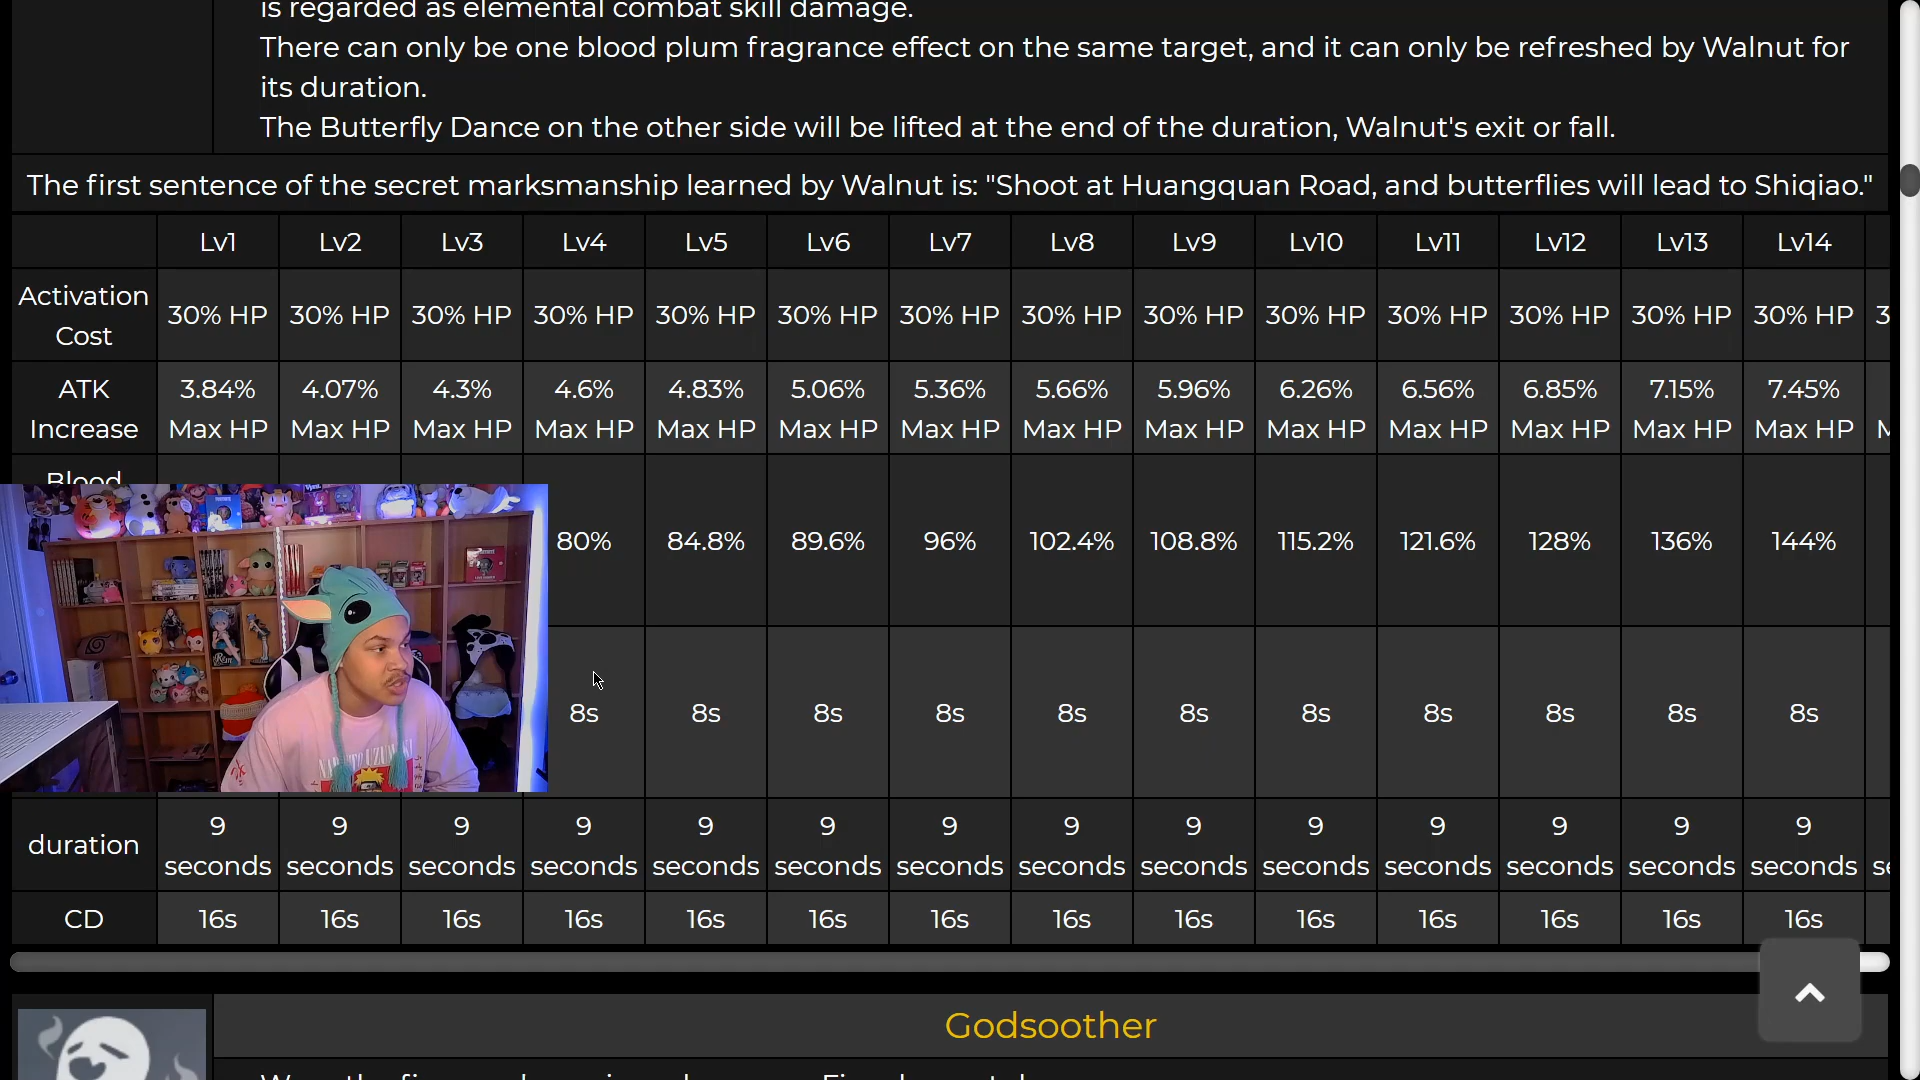 is regarded as elemental combat skill damage.
There can only be one blood plum fragrance effect on the same target, and it can only be refreshed by Walnut for
its duration.
The Butterfly Dance on the other side will be lifted at the end of the duration, Walnut's exit or fall.
The first sentence of the secret marksmanship learned by Walnut is: "Shoot at Huangquan Road, and butterflies will lead to Shiqiao."
Lv1 Lv2 Lv3 Lv4 Lv5 Lv6 Lv7 Lv8 Lv9 Lv10 Lv11 Lv12 Lv13 Lv14
Activation
Cost
30% HP 30% HP 30% HP 30% HP 30% HP 30% HP 30% HP 30% HP 30% HP 30% HP 30% HP 30% HP 30% HP 30% HP 3
ATK
Increase
3.84% 4.07% 4.3% 4.6% 4.83% 5.06% 5.36% 5.66% 5.96% 6.26% 6.56% 6.85% 7.15% 7.45%
Max HP Max HP Max HP Max HP Max HP Max HP Max HP Max HP Max HP Max HP Max HP Max HP Max HP Max HP
Blood
80% 84.8% 89.6% 96% 102.4% 108.8% 115.2% 121.6% 128% 136% 144%
8s 8s 8s 8s 8s 8s 8s 8s 8s 8s 8s
duration
9 9 9 9 9 9 9 9 9 9 9 9 9 9
seconds seconds seconds seconds seconds seconds seconds seconds seconds seconds seconds seconds seconds seconds se
CD 16s 16s 16s 16s 16s 16s 16s 16s 16s 16s 16s 16s 16s 16s
Godsoother